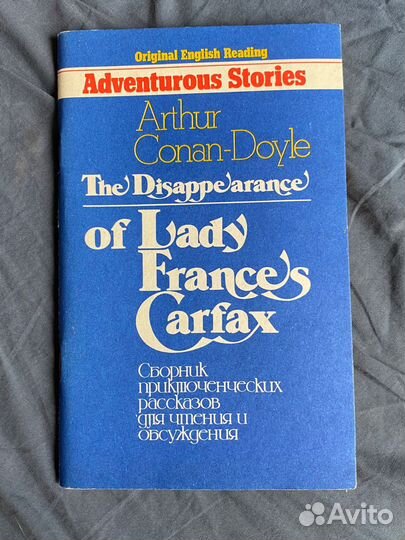 Original English Reading
Adventurous Stories
Arthur
Conan-Doyle
The Disappearance
of Lady
Frances
Carfax
Сборник
приключенческих
рассказов
для чтения и
обсуждения
Avito